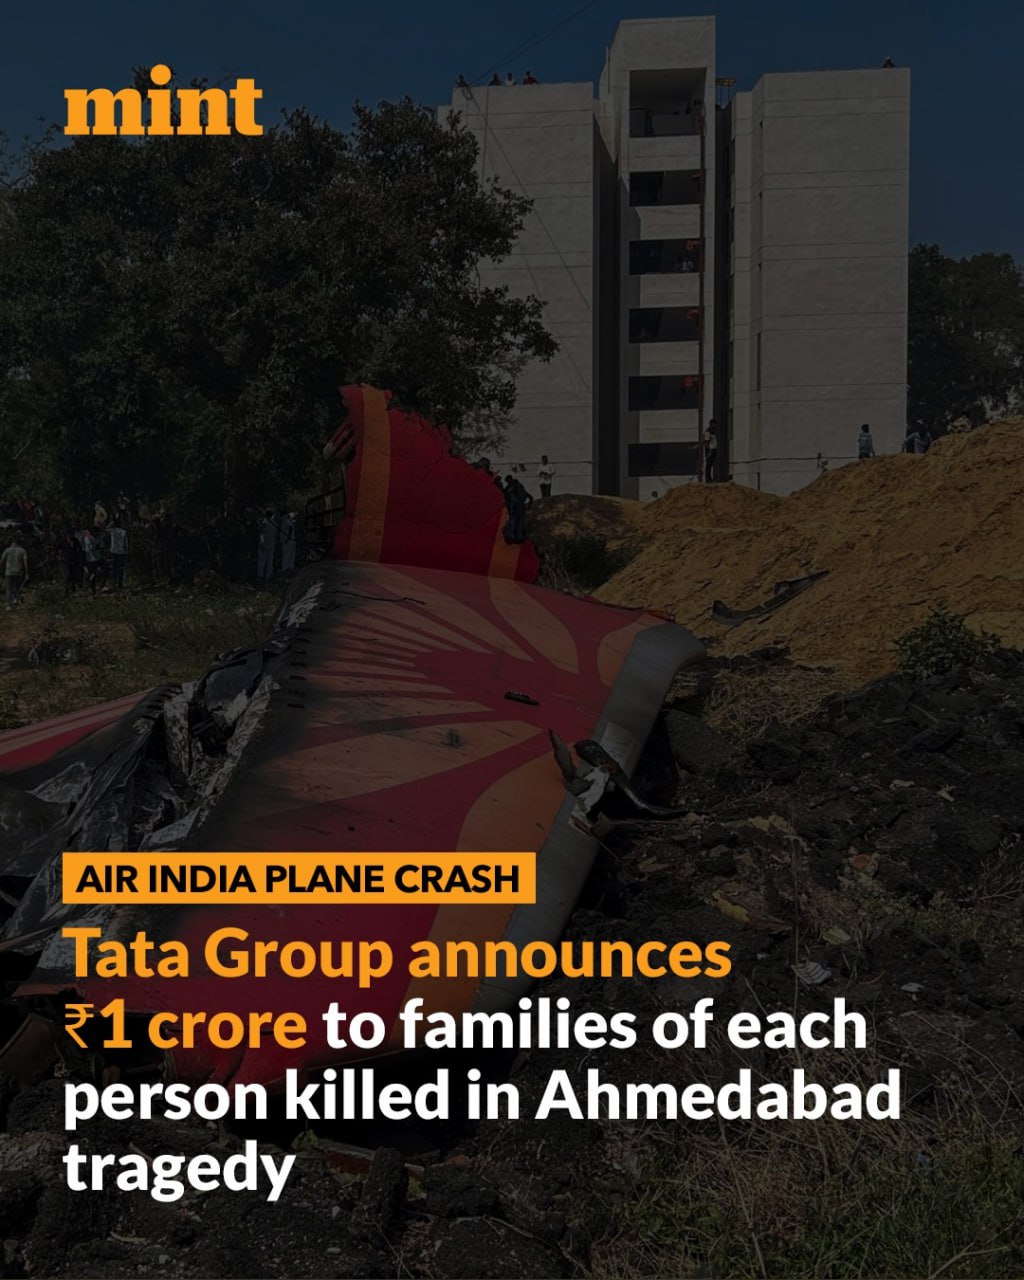 mint
AIR INDIA PLANE CRASH
Tata Group announces
₹1 crore to families of each
person killed in Ahmedabad
tragedy